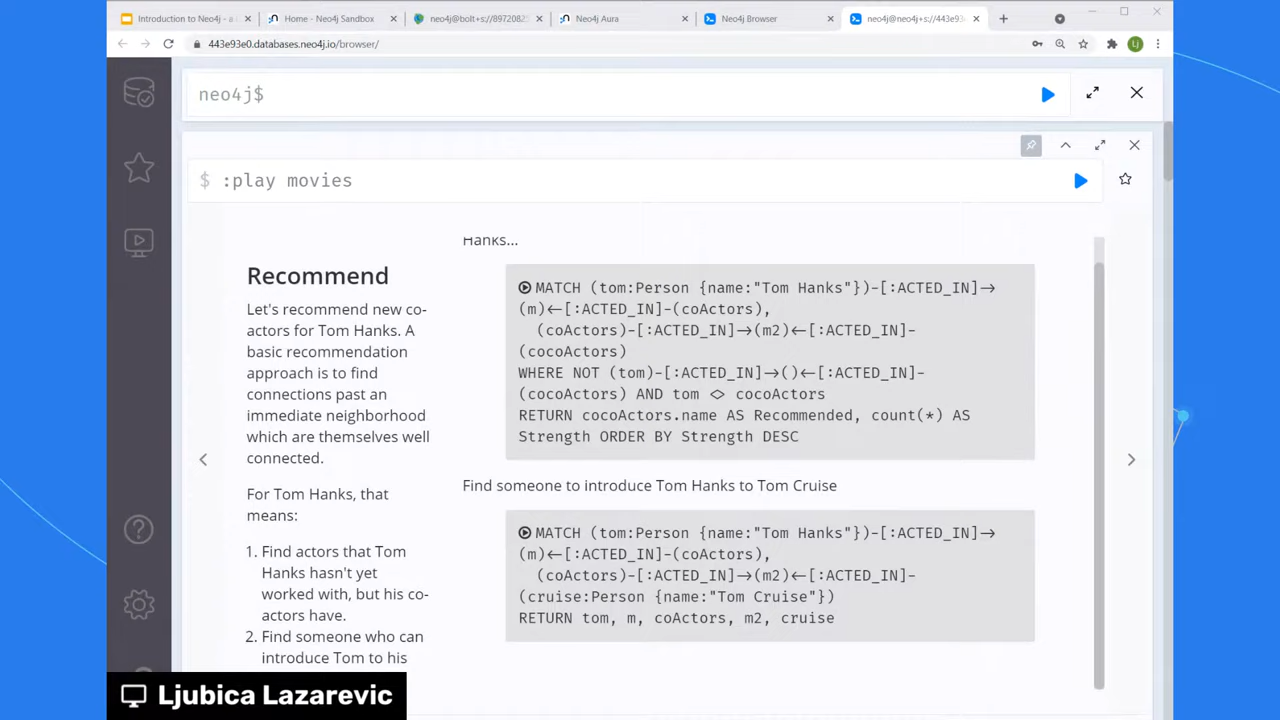 Introduction to Neo4j - a
Home - Neo4j Sandbox
neo4j@bolt+s://8972082
Neo4j Aura
Neo4j Browser
neo4j@neo4j+s://443e93
443e93e0.databases.neo4j.io/browser/
Lj
neo4j$
$ :play movies
Hanks...
Recommend
Let's recommend new co-
actors for Tom Hanks. A
basic recommendation
approach is to find
connections past an
immediate neighborhood
which are themselves well
connected.
For Tom Hanks, that
means:
1. Find actors that Tom
Hanks hasn't yet
worked with, but his co-
actors have.
2. Find someone who can
introduce Tom to his
MATCH (tom:Person {name:"Tom Hanks"})-[:ACTED_IN]->
(m)<-[:ACTED_IN]-(coActors),
(coActors)-[:ACTED_IN]->(m2)<-[:ACTED_IN]-
(cocoActors)
WHERE NOT (tom)-[:ACTED_IN]->()<-[:ACTED_IN]-
(cocoActors) AND tom <> cocoActors
RETURN cocoActors.name AS Recommended, count(*) AS
Strength ORDER BY Strength DESC
Find someone to introduce Tom Hanks to Tom Cruise
MATCH (tom:Person {name:"Tom Hanks"})-[:ACTED_IN]->
(m)<-[:ACTED_IN]-(coActors),
(coActors)-[:ACTED_IN]->(m2)<-[:ACTED_IN]-
(cruise:Person {name:"Tom Cruise"})
RETURN tom, m, coActors, m2, cruise
Ljubica Lazarevic